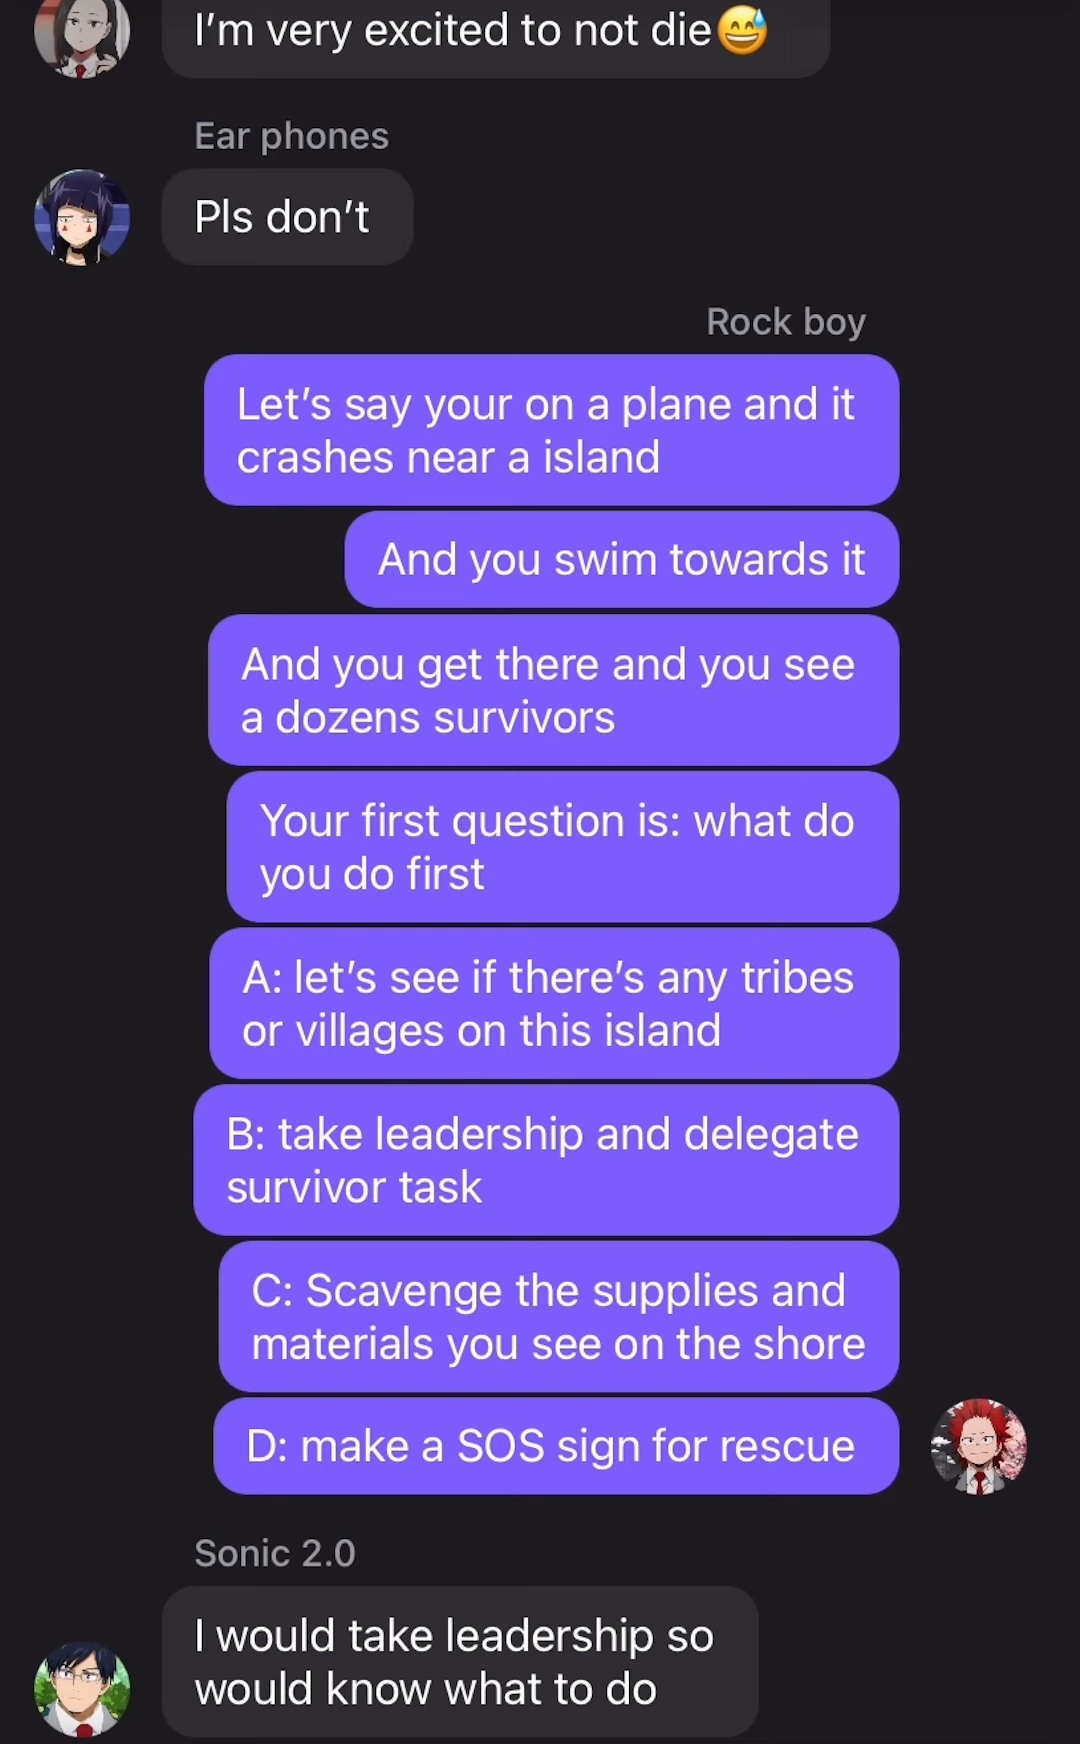 I’m very excited to not die😅
Ear phones
Pls don’t
Rock boy
Let’s say your on a plane and it
crashes near a island
And you swim towards it
And you get there and you see
a dozens survivors
Your first question is: what do
you do first
A: let’s see if there’s any tribes
or villages on this island
B: take leadership and delegate
survivor task
C: Scavenge the supplies and
materials you see on the shore
D: make a SOS sign for rescue
Sonic 2.0
I would take leadership so
would know what to do